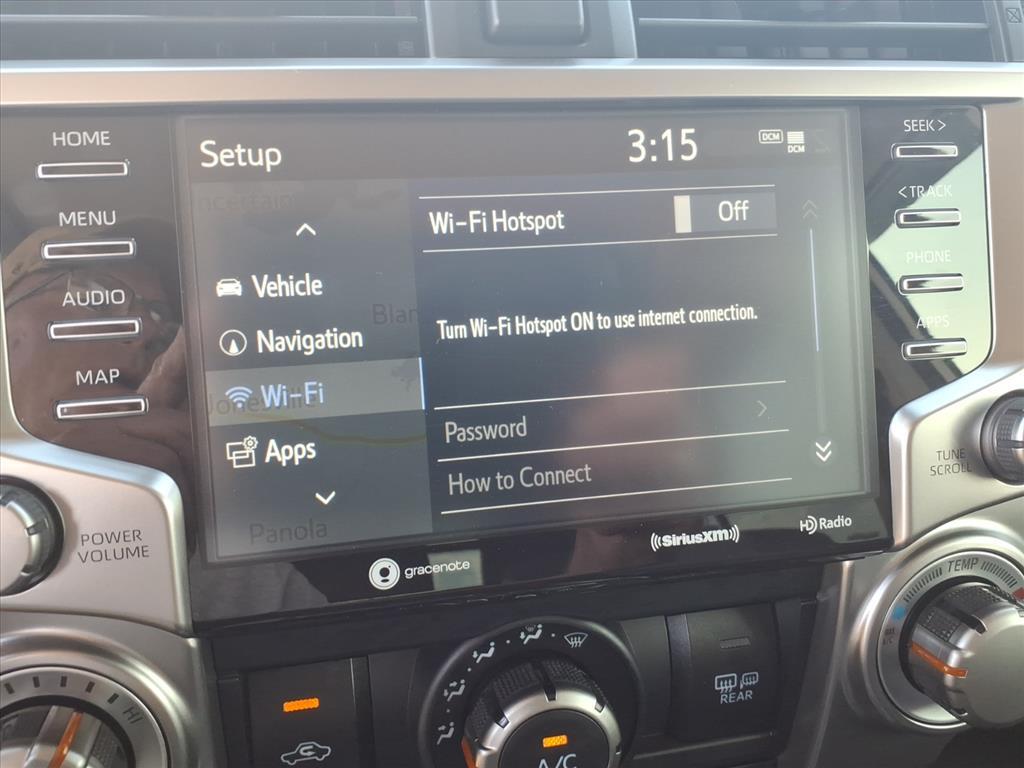 HOME
MENU
AUDIO
MAP
POWER
VOLUME
Setup
3:15
DCM
DCM
Vehicle
Navigation
Wi-Fi
Apps
Panola
Wi-Fi Hotspot
Off
Turn Wi-Fi Hotspot ON to use internet connection.
Password
How to Connect
gracenote
((SiriusXM))
HD Radio
SEEK >
< TRACK
PHONE
APPS
TUNE
SCROLL
TEMP
HI
A/C
REAR